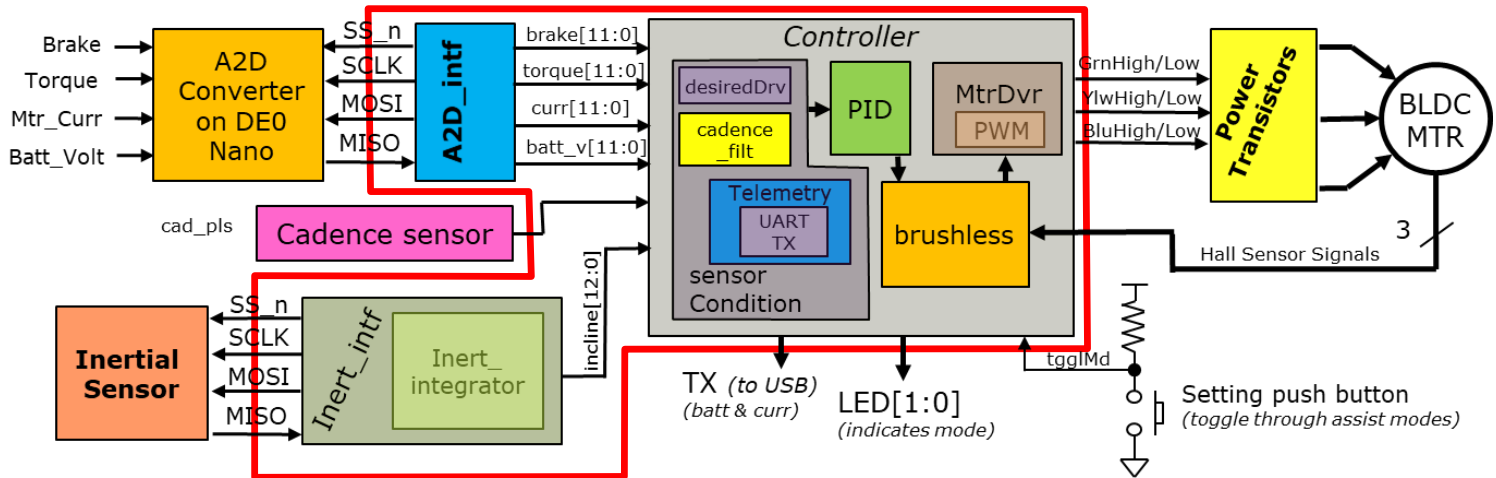 Brake
Torque
Mtr_Curr
Batt_Volt
A2D
Converter
on DE0
Nano
SS_n
SCLK
MOSI
MISO
A2D_intf
brake[11:0]
torque[11:0]
curr[11:0]
batt_v[11:0]
cad_pls
Cadence sensor
Inertial
Sensor
SS_n
SCLK
MOSI
MISO
Inert_intf
Inert_
integrator
incline[12:0]
Controller
desiredDrv
cadence
_filt
Telemetry
UART
TX
sensor
Condition
PID
brushless
MtrDvr
PWM
GrnHigh/Low
YlwHigh/Low
BluHigh/Low
Power
Transistors
BLDC
MTR
3
Hall Sensor Signals
tgglMd
TX (to USB)
(batt & curr)
LED[1:0]
(indicates mode)
Setting push button
(toggle through assist modes)